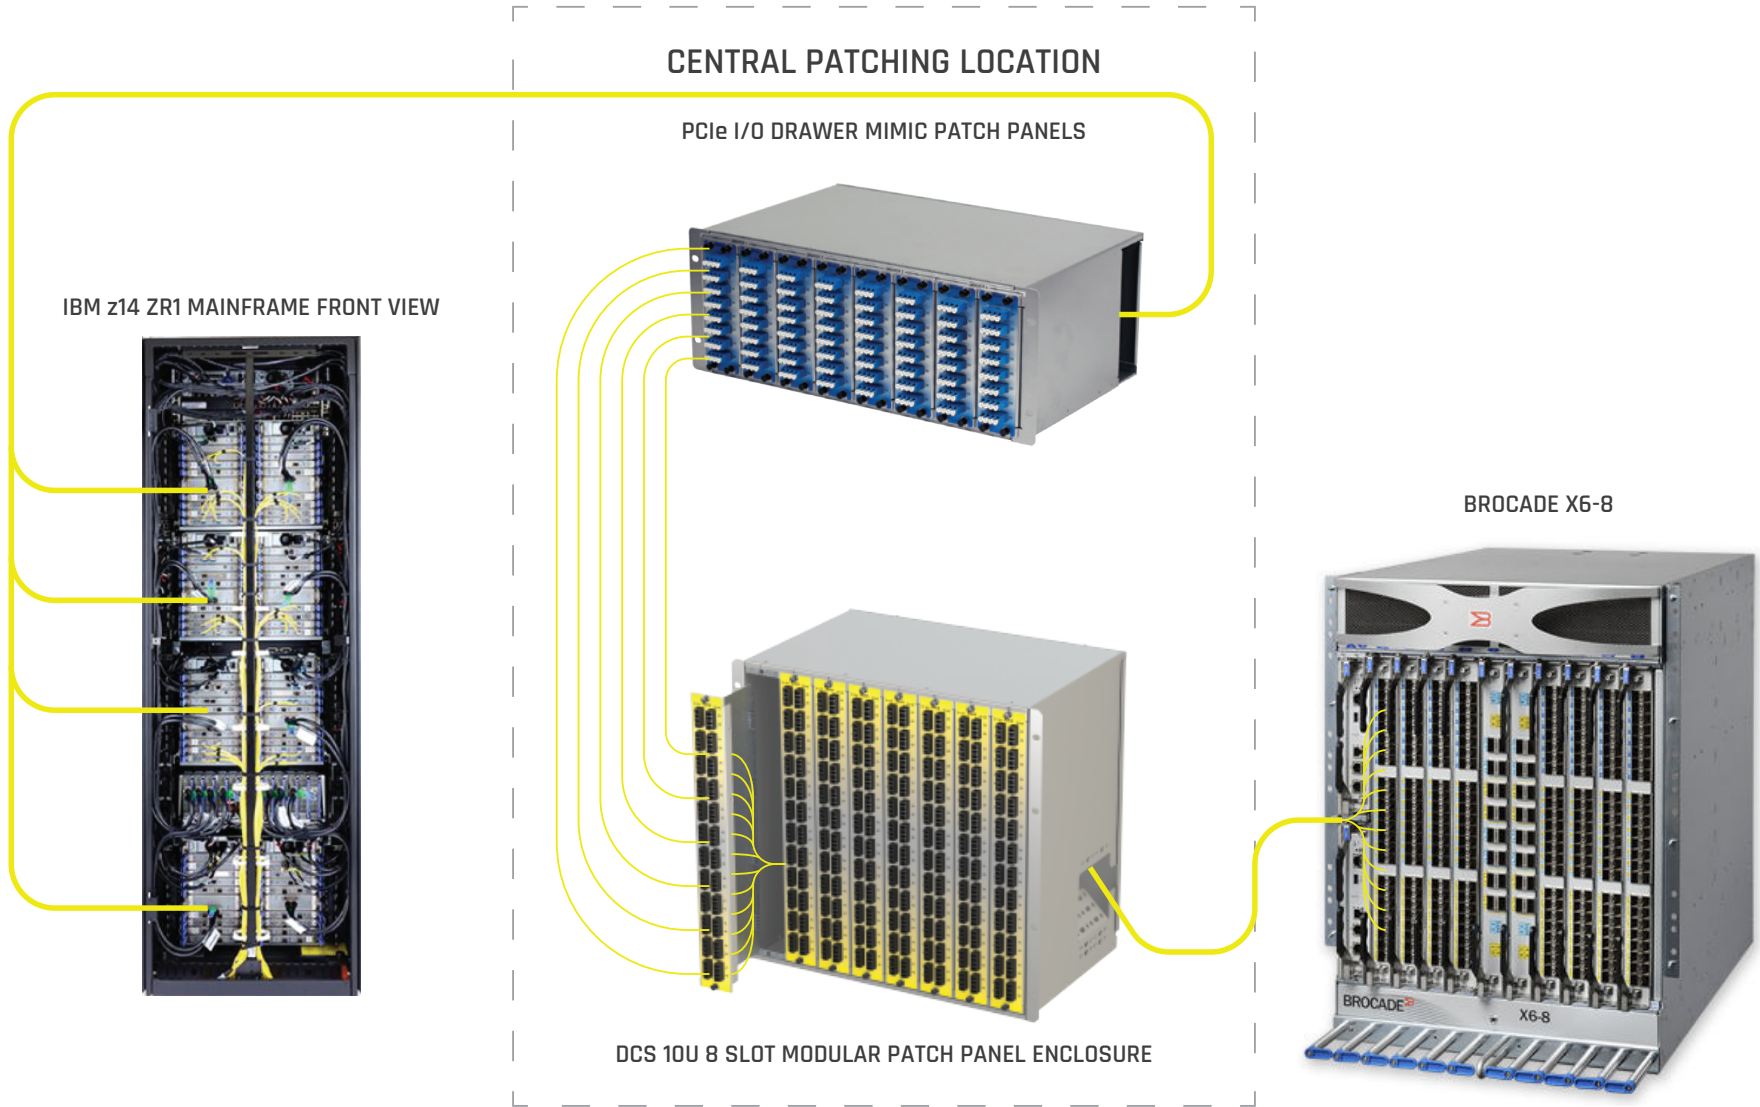 CENTRAL PATCHING LOCATION
PCIe I/O DRAWER MIMIC PATCH PANELS
IBM z14 ZR1 MAINFRAME FRONT VIEW
BROCADE X6-8
BROCADE
X6-8
DCS 10U 8 SLOT MODULAR PATCH PANEL ENCLOSURE